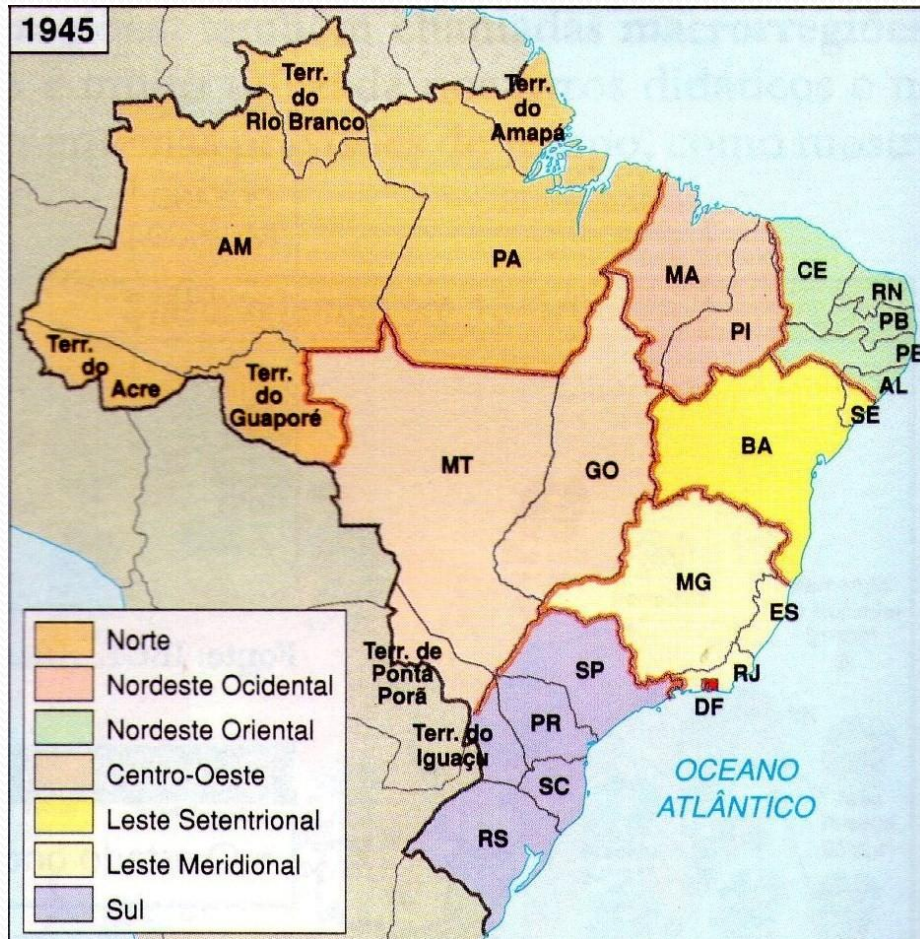 1945
chamadas macrorregiões
Terr.
do
Rio Branco
Terr.
do
Amapá
AM
PA
MA
CE
RN
PB
PI
PE
AL
SE
Terr.
do
Acre
Terr.
do
Guaporé
MT
GO
BA
MG
ES
RJ
DF
SP
Terr. de
Ponta
Porã
Terr. do
Iguaçu
PR
SC
RS
OCEANO
ATLÂNTICO
Norte
Nordeste Ocidental
Nordeste Oriental
Centro-Oeste
Leste Setentrional
Leste Meridional
Sul